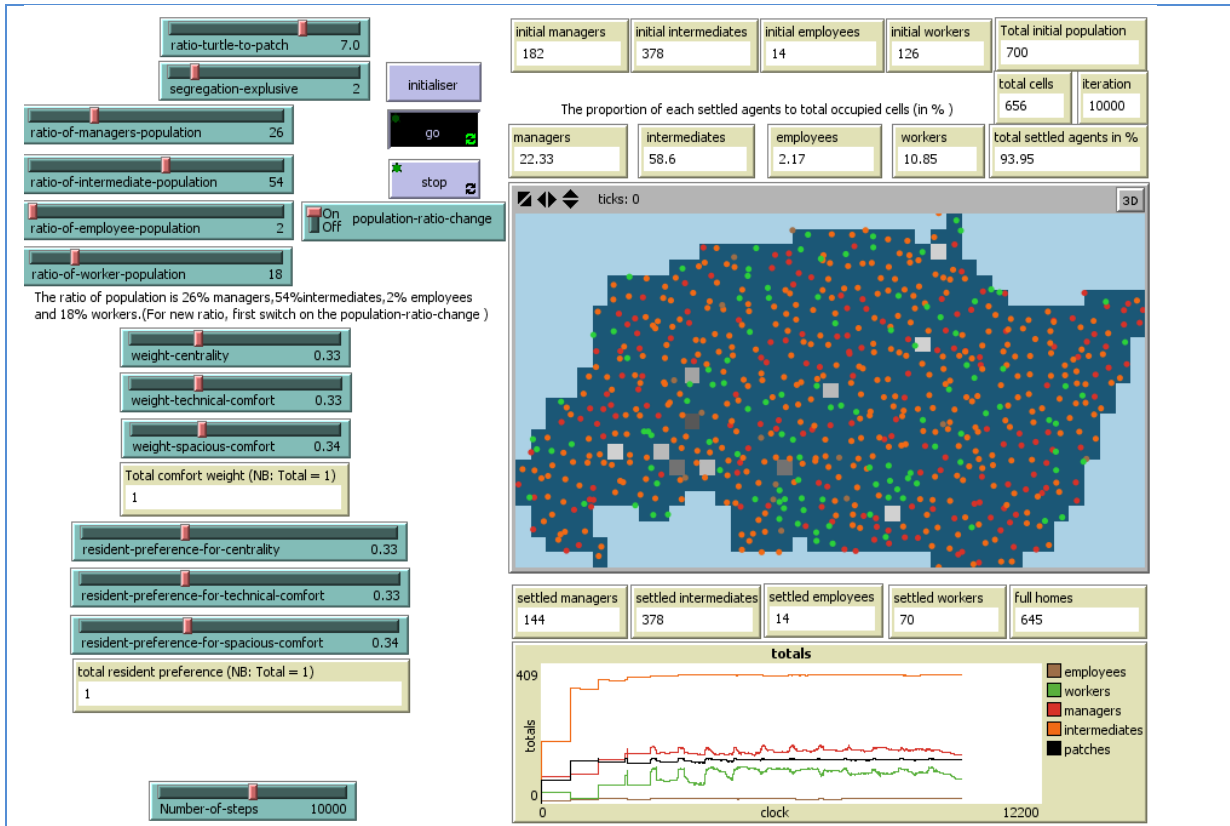 ratio-turtle-to-patch 7.0
segregation-explusive 2
ratio-of-managers-population 26
ratio-of-intermediate-population 54
ratio-of-employee-population 2
ratio-of-worker-population 18
initialiser
go
stop
On
Off
population-ratio-change
The ratio of population is 26% managers,54%intermediates,2% employees
and 18% workers.(For new ratio, first switch on the population-ratio-change )
weight-centrality 0.33
weight-technical-comfort 0.33
weight-spacious-comfort 0.34
Total comfort weight (NB: Total = 1)
1
resident-preference-for-centrality 0.33
resident-preference-for-technical-comfort 0.33
resident-preference-for-spacious-comfort 0.34
total resident preference (NB: Total = 1)
1
Number-of-steps 10000
initial managers
182
initial intermediates
378
initial employees
14
initial workers
126
Total initial population
700
total cells
656
iteration
10000
The proportion of each settled agents to total occupied cells (in % )
managers
22.33
intermediates
58.6
employees
2.17
workers
10.85
total settled agents in %
93.95
ticks: 0
3D
settled managers
144
settled intermediates
378
settled employees
14
settled workers
70
full homes
645
totals
409
totals
0
0
clock
12200
employees
workers
managers
intermediates
patches